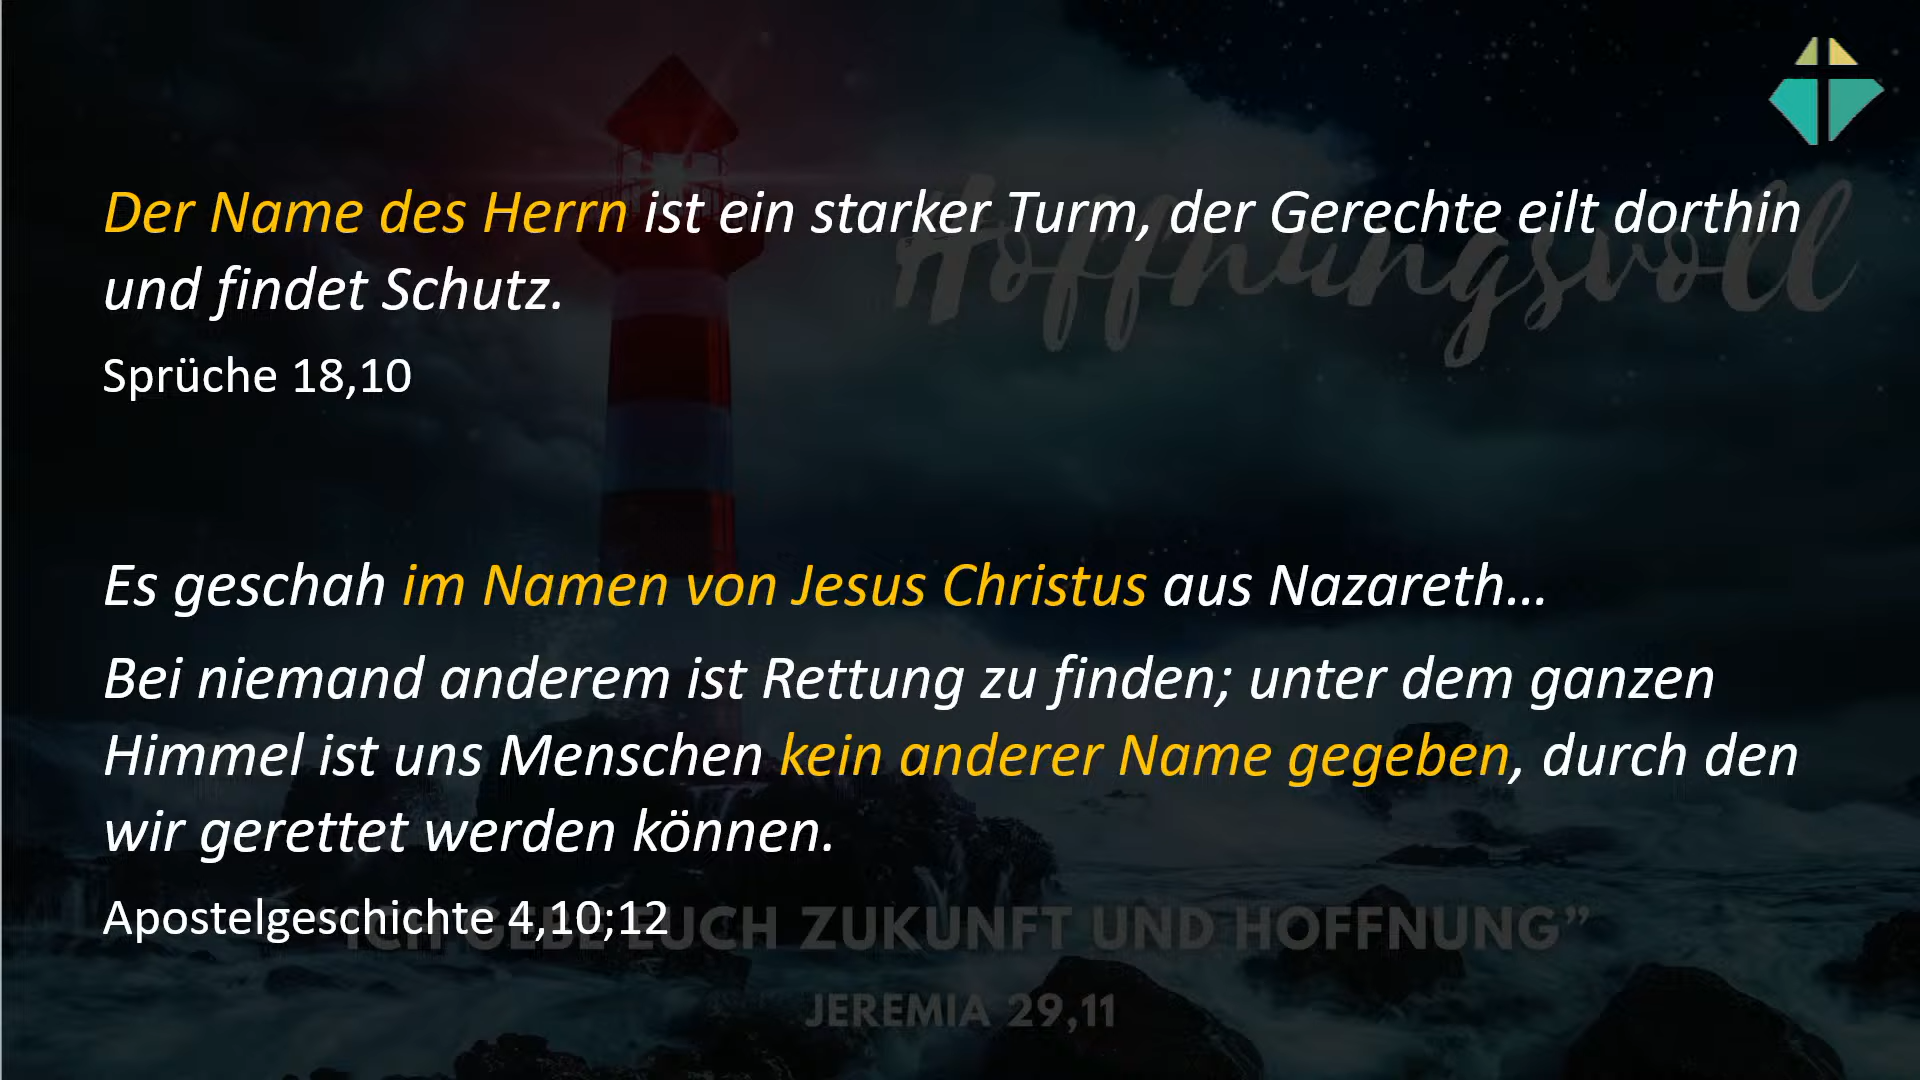 Hoffnungsvoll
Der Name des Herrn ist ein starker Turm, der Gerechte eilt dorthin
und findet Schutz.
Sprüche 18,10
Es geschah im Namen von Jesus Christus aus Nazareth...
Bei niemand anderem ist Rettung zu finden; unter dem ganzen
Himmel ist uns Menschen kein anderer Name gegeben, durch den
wir gerettet werden können.
Apostelgeschichte 4,10;12
"ICH GEBE EUCH ZUKUNFT UND HOFFNUNG”
JEREMIA 29,11